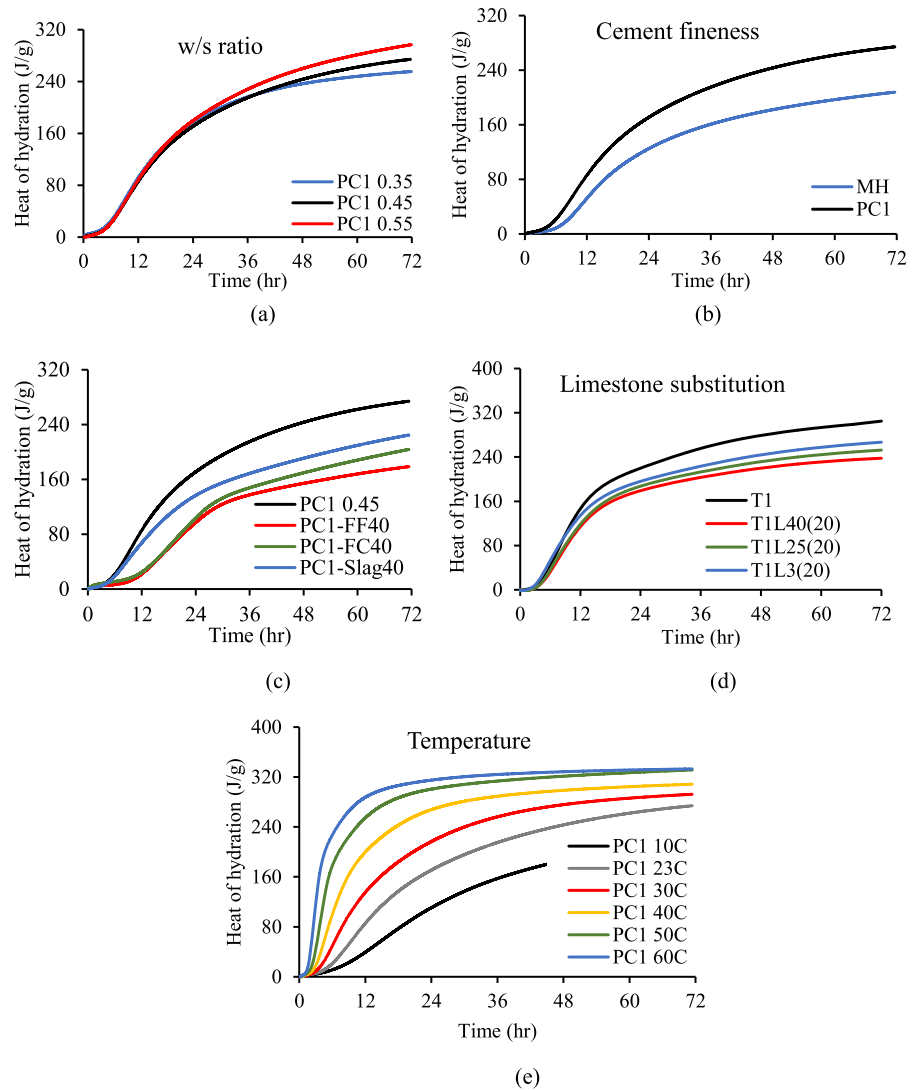 w/s ratio
Heat of hydration (J/g)
320
240
160
80
0
PC1 0.35
PC1 0.45
PC1 0.55
0 12 24 36 48 60 72
Time (hr)
(a)
Cement fineness
Heat of hydration (J/g)
320
240
160
80
0
MH
PC1
0 12 24 36 48 60 72
Time (hr)
(b)
Heat of hydration (J/g)
320
240
160
80
0
PC1 0.45
PC1-FF40
PC1-FC40
PC1-Slag40
0 12 24 36 48 60 72
Time (hr)
(c)
Limestone substitution
Heat of hydration (J/g)
400
320
240
160
80
0
T1
T1L40(20)
T1L25(20)
T1L3(20)
0 12 24 36 48 60 72
Time (hr)
(d)
Temperature
Heat of hydration (J/g)
400
320
240
160
80
0
PC1 10C
PC1 23C
PC1 30C
PC1 40C
PC1 50C
PC1 60C
0 12 24 36 48 60 72
Time (hr)
(e)